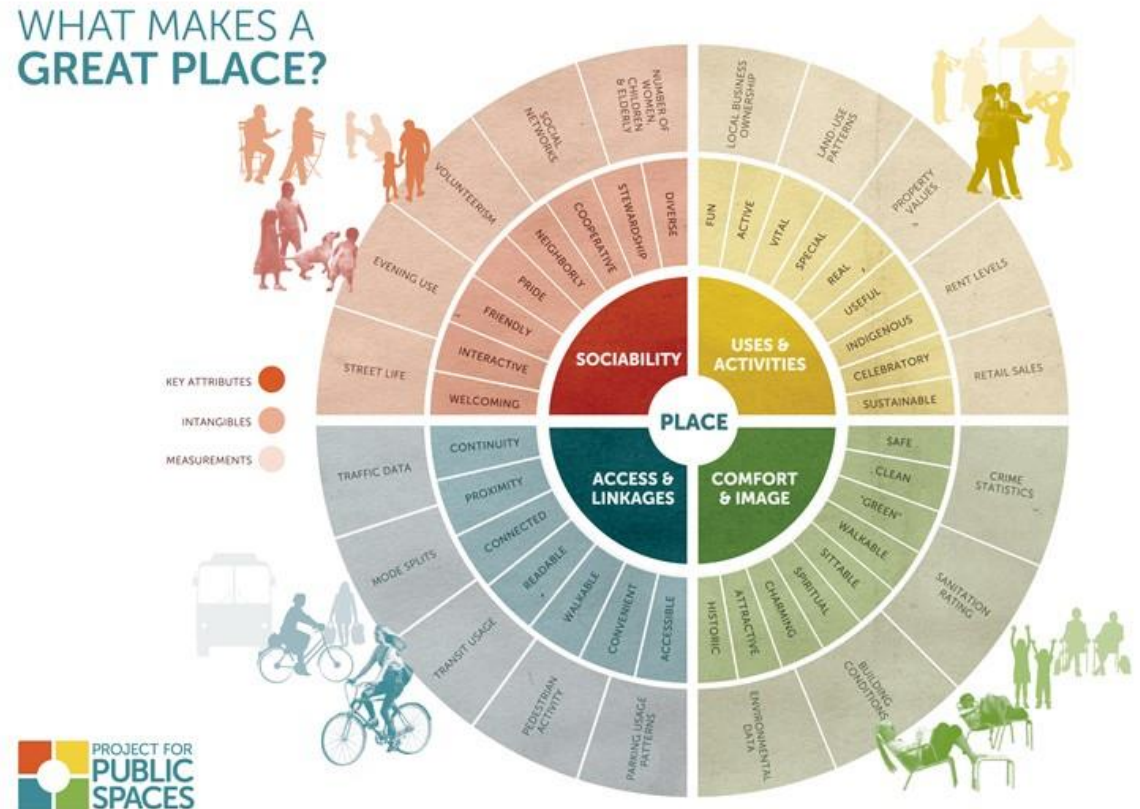 WHAT MAKES A
GREAT PLACE?
KEY ATTRIBUTES
INTANGIBLES
MEASUREMENTS
PLACE
SOCIABILITY
DIVERSE
STEWARDSHIP
COOPERATIVE
NEIGHBORLY
PRIDE
FRIENDLY
INTERACTIVE
WELCOMING
NUMBER OF
WOMEN,
CHILDREN
& ELDERLY
SOCIAL
NETWORKS
VOLUNTEERISM
EVENING USE
STREET LIFE
USES &
ACTIVITIES
FUN
ACTIVE
VITAL
SPECIAL
REAL
USEFUL
INDIGENOUS
CELEBRATORY
SUSTAINABLE
LOCAL BUSINESS
OWNERSHIP
LAND-USE
PATTERNS
PROPERTY
VALUES
RENT LEVELS
RETAIL SALES
COMFORT
& IMAGE
SAFE
CLEAN
"GREEN"
WALKABLE
SITTABLE
SPIRITUAL
CHARMING
ATTRACTIVE
HISTORIC
CRIME
STATISTICS
SANITATION
RATING
BUILDING
CONDITIONS
ENVIRONMENTAL
DATA
ACCESS &
LINKAGES
CONTINUITY
PROXIMITY
CONNECTED
READABLE
WALKABLE
CONVENIENT
ACCESSIBLE
TRAFFIC DATA
MODE SPLITS
TRANSIT USAGE
PEDESTRIAN
ACTIVITY
PARKING USAGE
PATTERNS
PROJECT FOR
PUBLIC
SPACES